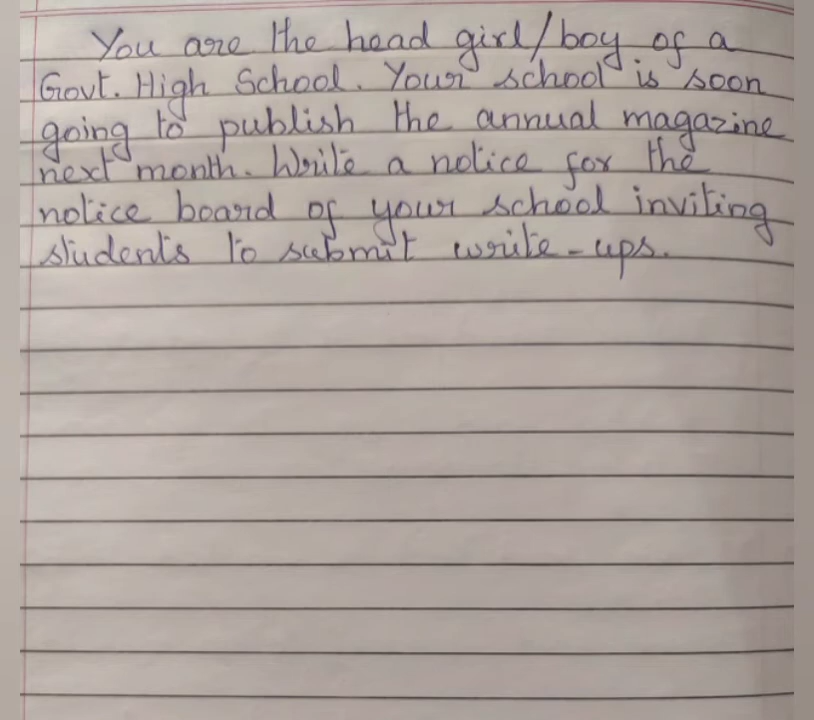 You are the head girl/boy of a
Govt. High School. Your school is soon
going to publish the annual magazine
next month. Write a notice for the
notice board of your school inviting
students to submit write-ups.